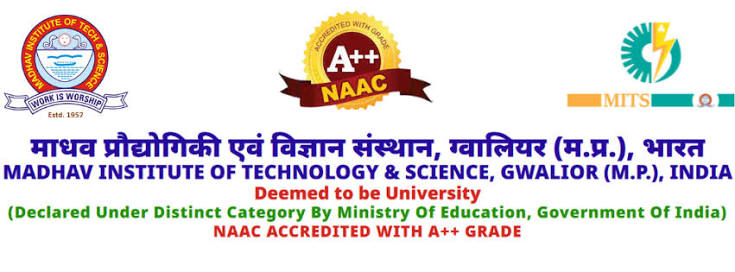 MADHAV INSTITUTE OF TECH & SCIENCE
WORK IS WORSHIP
Estd. 1957
ACCREDITED WITH GRADE
A++
NAAC
MITS
माधव प्रौद्योगिकी एवं विज्ञान संस्थान, ग्वालियर (म.प्र.), भारत
MADHAV INSTITUTE OF TECHNOLOGY & SCIENCE, GWALIOR (M.P.), INDIA
Deemed to be University
(Declared Under Distinct Category By Ministry Of Education, Government Of India)
NAAC ACCREDITED WITH A++ GRADE